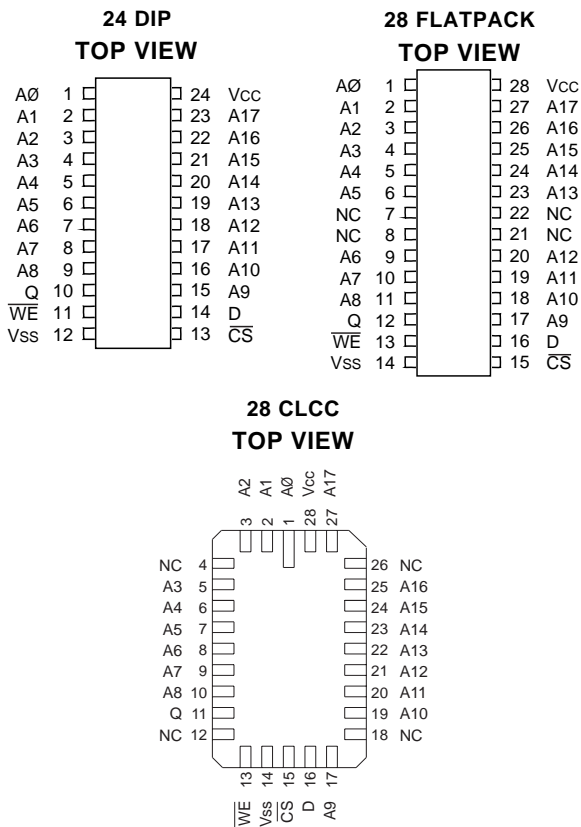 24 DIP
TOP VIEW
AØ 1 24 Vcc
A1 2 23 A17
A2 3 22 A16
A3 4 21 A15
A4 5 20 A14
A5 6 19 A13
A6 7 18 A12
A7 8 17 A11
A8 9 16 A10
Q 10 15 A9
WE 11 14 D
Vss 12 13 CS
28 FLATPACK
TOP VIEW
AØ 1 28 Vcc
A1 2 27 A17
A2 3 26 A16
A3 4 25 A15
A4 5 24 A14
A5 6 23 A13
NC 7 22 NC
NC 8 21 NC
A6 9 20 A12
A7 10 19 A11
A8 11 18 A10
Q 12 17 A9
WE 13 16 D
Vss 14 15 CS
28 CLCC
TOP VIEW
A2 A1 AØ Vcc A17
3 2 1 28 27
NC 4 26 NC
A3 5 25 A16
A4 6 24 A15
A5 7 23 A14
A6 8 22 A13
A7 9 21 A12
A8 10 20 A11
Q 11 19 A10
NC 12 18 NC
13 14 15 16 17
WE Vss CS D A9